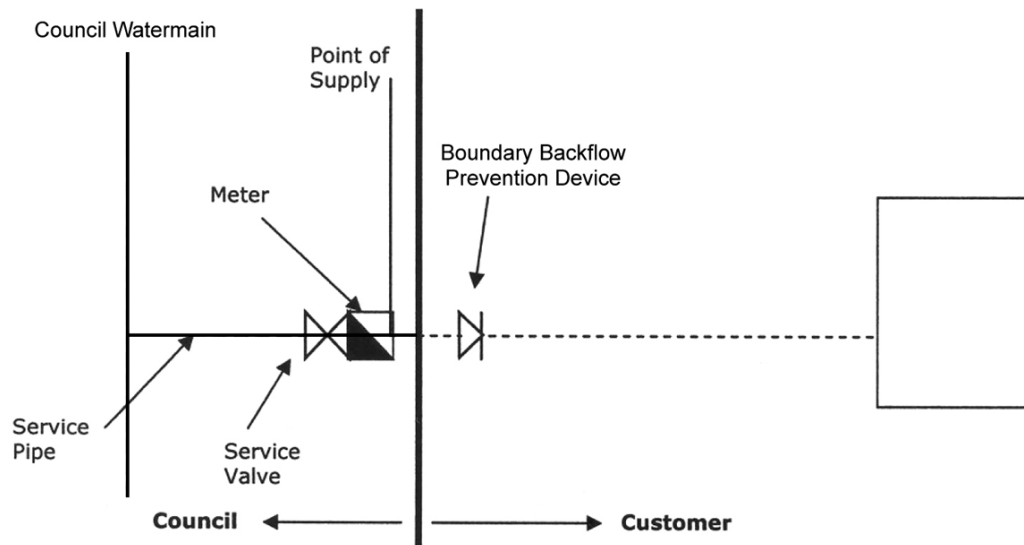 Council Watermain
Point of
Supply
Boundary Backflow
Prevention Device
Meter
Service
Pipe
Service
Valve
Council
Customer